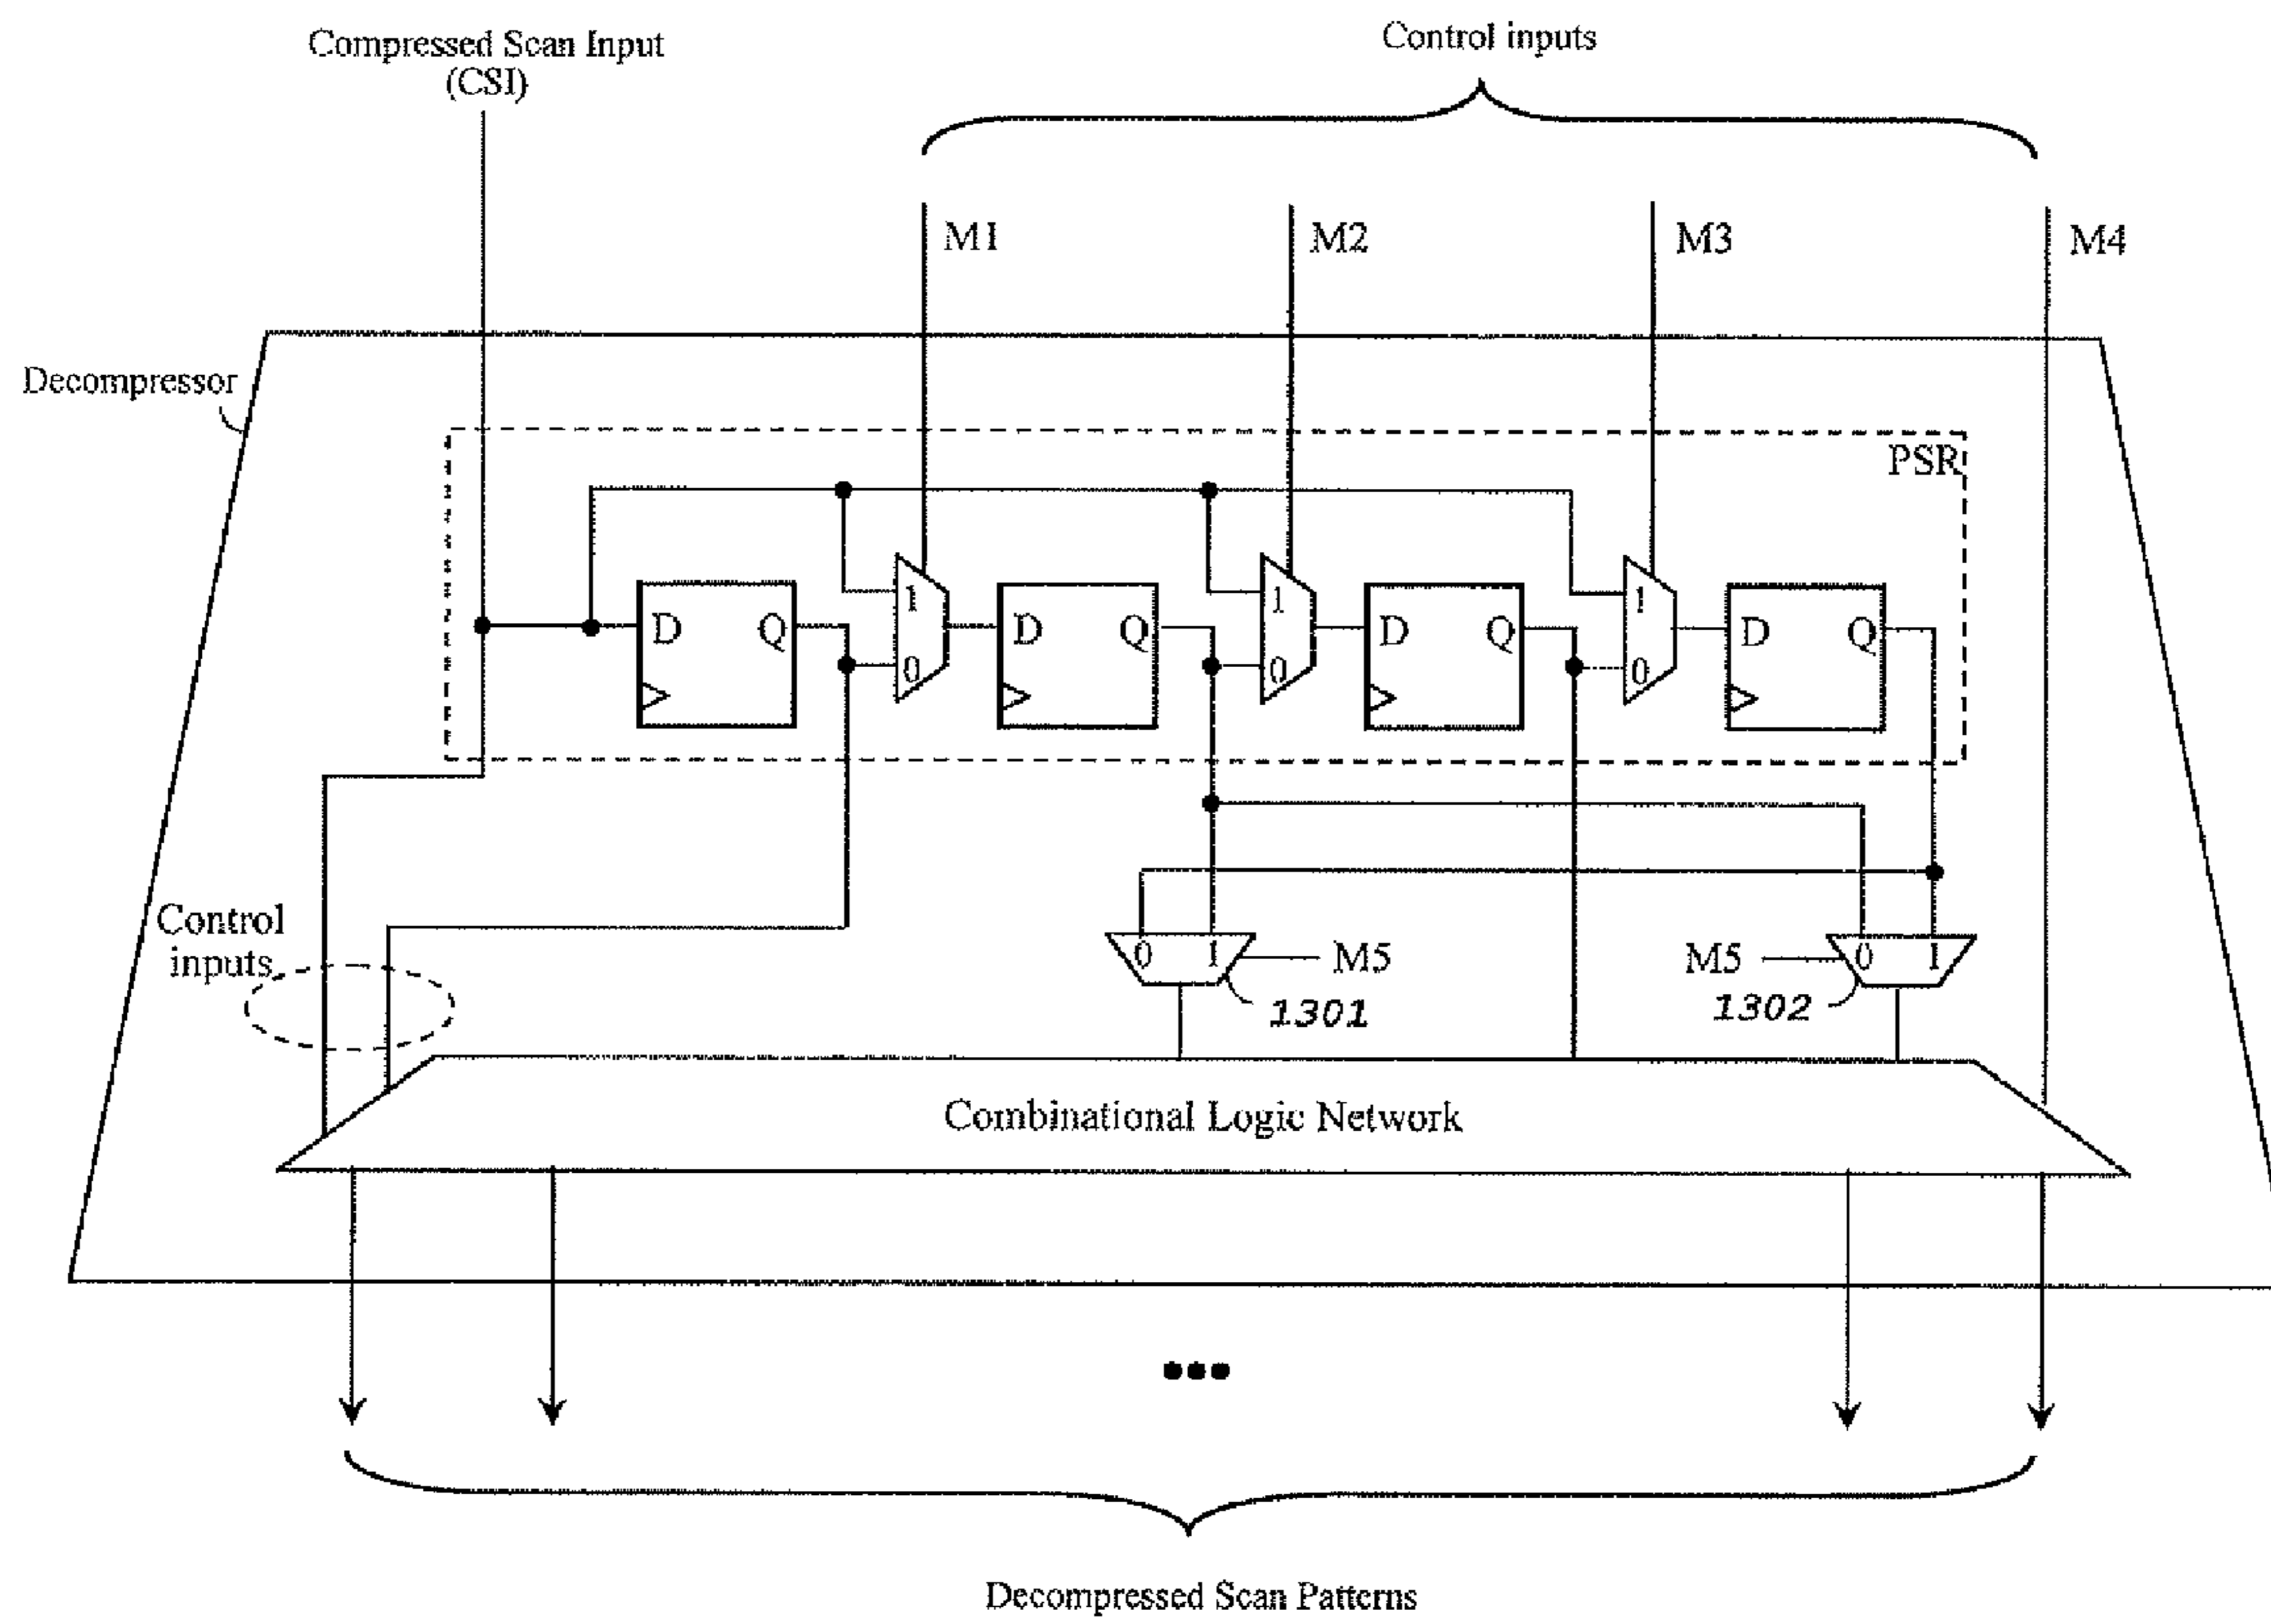 Compressed Scan Input
(CSI)
Control inputs
M1
M2
M3
M4
Decompressor
PSR
1
0
D Q
1
0
D Q
1
0
D Q
D Q
Control
inputs
0 1
M5
1301
M5
0 1
1302
Combinational Logic Network
•••
Decompressed Scan Patterns